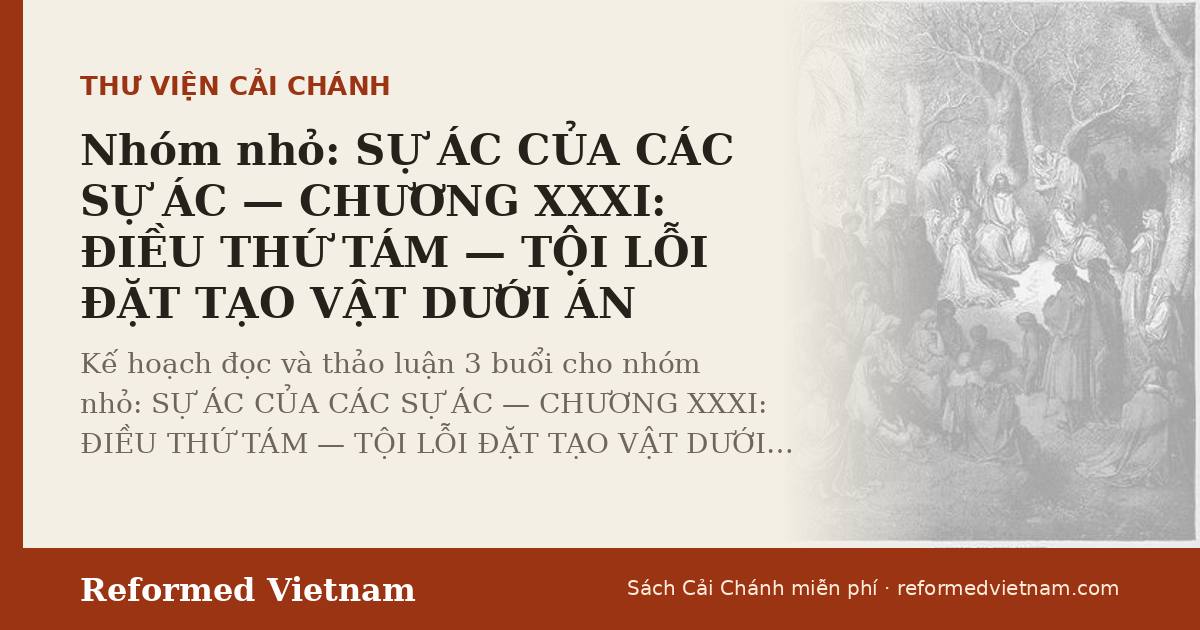 THƯ VIỆN CẢI CHÁNH
Nhóm nhỏ: SỰ ÁC CỦA CÁC
SỰ ÁC — CHƯƠNG XXXI:
ĐIỀU THỨ TÁM — TỘI LỖI
ĐẶT TẠO VẬT DƯỚI ÁN
Kế hoạch đọc và thảo luận 3 buổi cho nhóm
nhỏ: SỰ ÁC CỦA CÁC SỰ ÁC — CHƯƠNG XXXI:
ĐIỀU THỨ TÁM — TỘI LỖI ĐẶT TẠO VẬT DƯỚI...
Reformed Vietnam
Sách Cải Chánh miễn phí · reformedvietnam.com